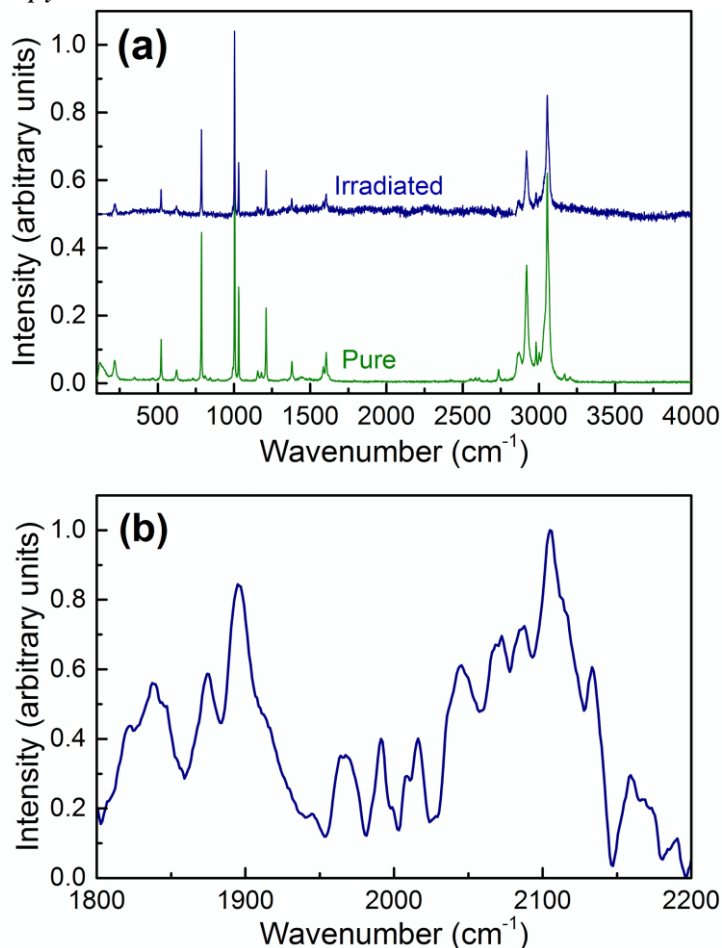 (a)
Irradiated
Pure
Intensity (arbitrary units)
1.0
0.8
0.6
0.4
0.2
0.0
500 1000 1500 2000 2500 3000 3500 4000
Wavenumber (cm⁻¹)
(b)
Intensity (arbitrary units)
1.0
0.8
0.6
0.4
0.2
0.0
1800 1900 2000 2100 2200
Wavenumber (cm⁻¹)